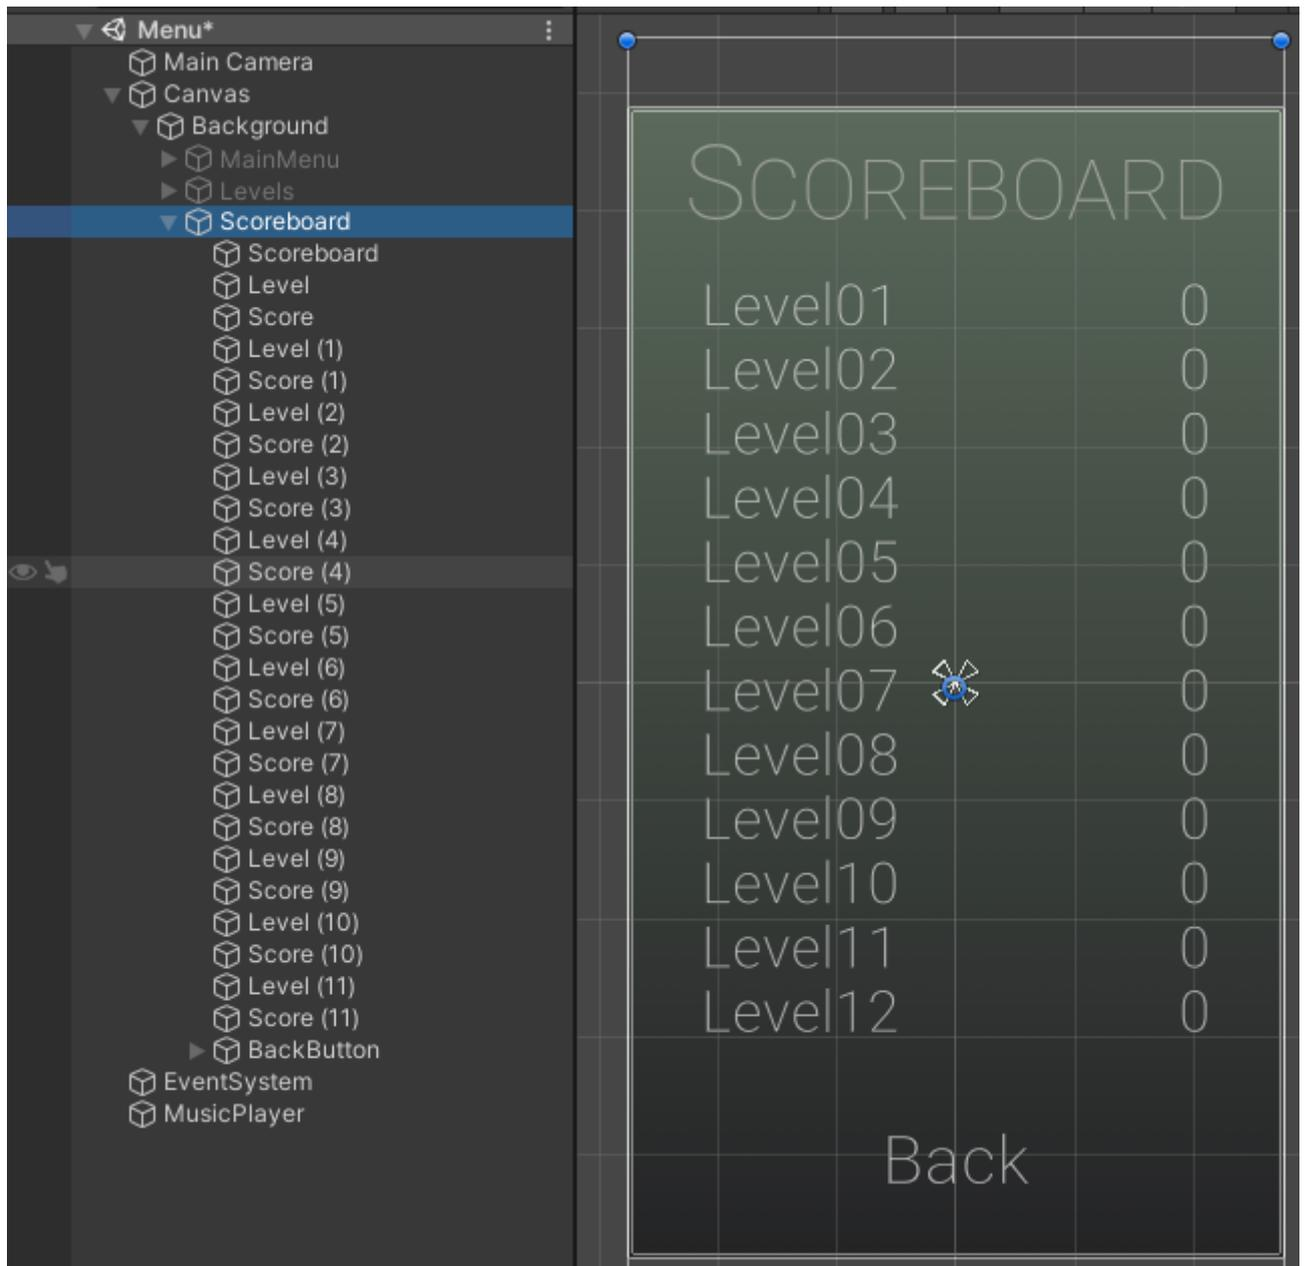 Menu*
Main Camera
Canvas
Background
MainMenu
Levels
Scoreboard
Scoreboard
Level
Score
Level (1)
Score (1)
Level (2)
Score (2)
Level (3)
Score (3)
Level (4)
Score (4)
Level (5)
Score (5)
Level (6)
Score (6)
Level (7)
Score (7)
Level (8)
Score (8)
Level (9)
Score (9)
Level (10)
Score (10)
Level (11)
Score (11)
BackButton
EventSystem
MusicPlayer
SCOREBOARD
Level01 0
Level02 0
Level03 0
Level04 0
Level05 0
Level06 0
Level07 0
Level08 0
Level09 0
Level10 0
Level11 0
Level12 0
Back